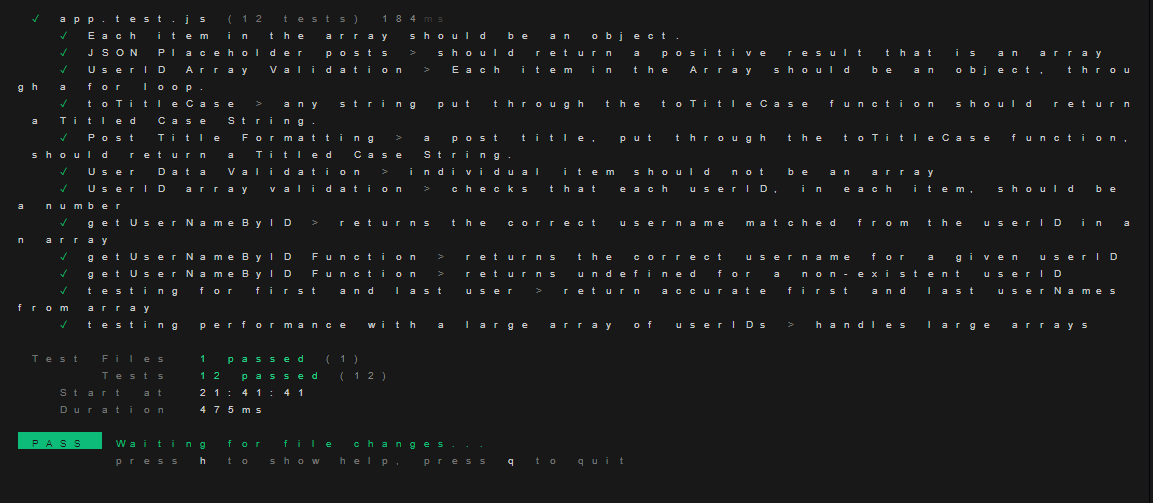 ✓ app.test.js (12 tests) 184ms
✓ Each item in the array should be an object.
✓ JSON Placeholder posts > should return a positive result that is an array
✓ UserID Array Validation > Each item in the Array should be an object, throu
gh a for loop.
✓ toTitleCase > any string put through the toTitleCase function should return
a Titled Case String.
✓ Post Title Formatting > a post title, put through the toTitleCase function,
should return a Titled Case String.
✓ User Data Validation > individual item should not be an array
✓ UserID array validation > checks that each userID, in each item, should be
a number
✓ getUserNameByID > returns the correct username matched from the userID in a
n array
✓ getUserNameByID Function > returns the correct username for a given userID
✓ getUserNameByID Function > returns undefined for a non-existent userID
✓ testing for first and last user > return accurate first and last userNames
from array
✓ testing performance with a large array of userIDs > handles large arrays
Test Files 1 passed (1)
Tests 12 passed (12)
Start at 21:41:41
Duration 475ms
PASS Waiting for file changes...
press h to show help, press q to quit